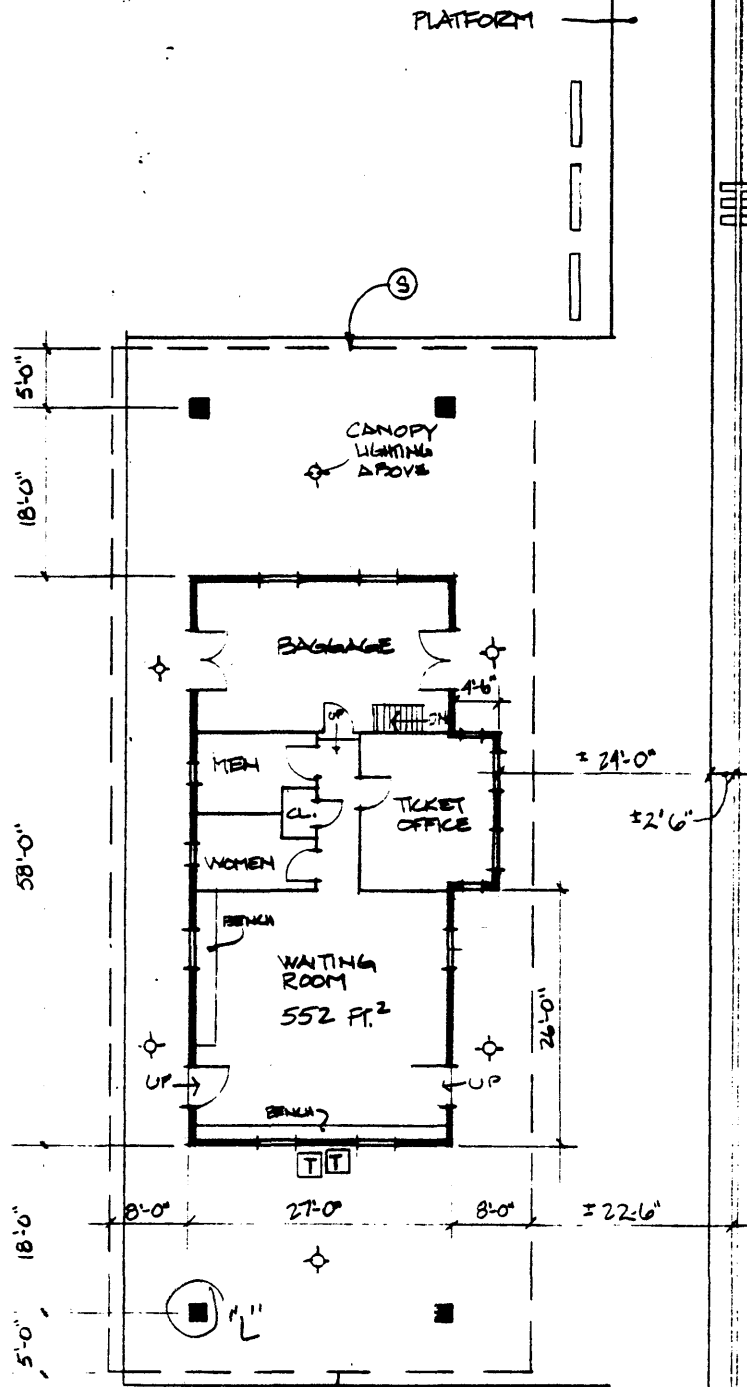 PLATFORM
S
5'-0"
CANOPY
LIGHTING
ABOVE
18'-0"
BAGGAGE
4'-6"
UP
DN
MEN
± 24'-0"
CL.
TICKET
OFFICE
±2'6"
58'-0"
WOMEN
BENCH
WAITING
ROOM
552 FT.²
26'-0"
UP
UP
BENCH
T T
8'-0"
27'-0"
8'-0"
± 22'-6"
18'-0"
"L"
5'-0"